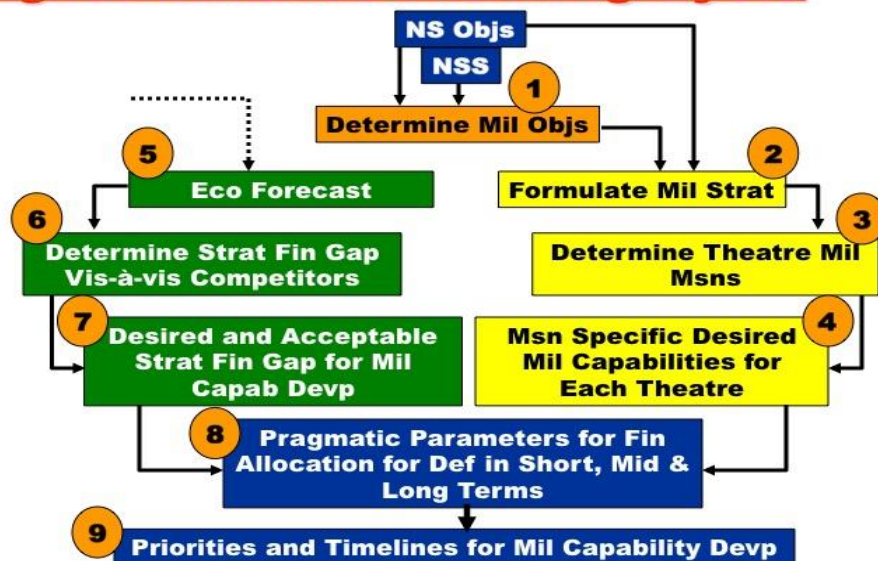 NS Objs
NSS
1
Determine Mil Objs
5
Eco Forecast
2
Formulate Mil Strat
6
Determine Strat Fin Gap
Vis-à-vis Competitors
3
Determine Theatre Mil
Msns
7
Desired and Acceptable
Strat Fin Gap for Mil
Capab Devp
4
Msn Specific Desired
Mil Capabilities for
Each Theatre
8
Pragmatic Parameters for Fin
Allocation for Def in Short, Mid &
Long Terms
9
Priorities and Timelines for Mil Capability Devp